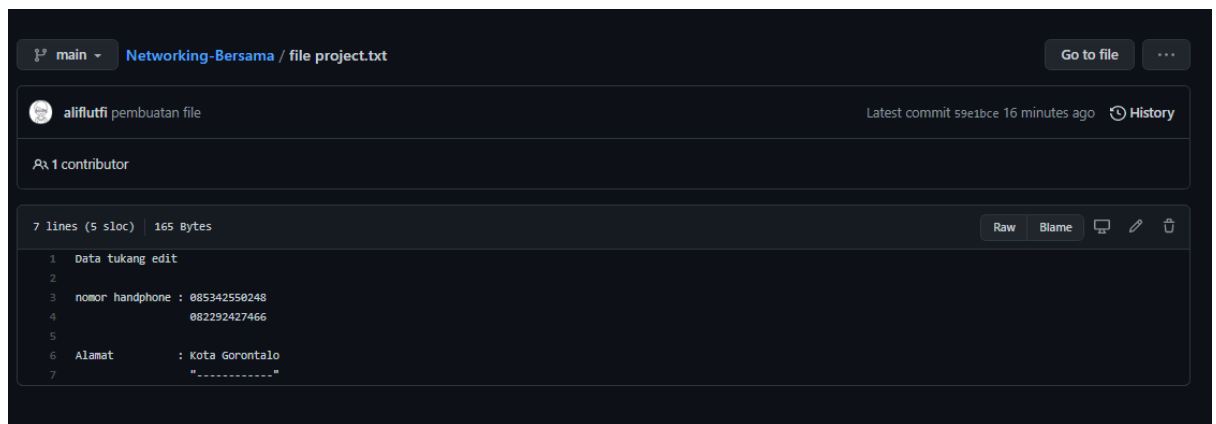 main
Networking-Bersama / file project.txt
Go to file
...
aliflutfi pembuatan file
Latest commit 59e1bce 16 minutes ago
History
1 contributor
7 lines (5 sloc) 165 Bytes
Raw
Blame
1 Data tukang edit
2
3 nomor handphone : 085342550248
4 082292427466
5
6 Alamat : Kota Gorontalo
7 "------------"